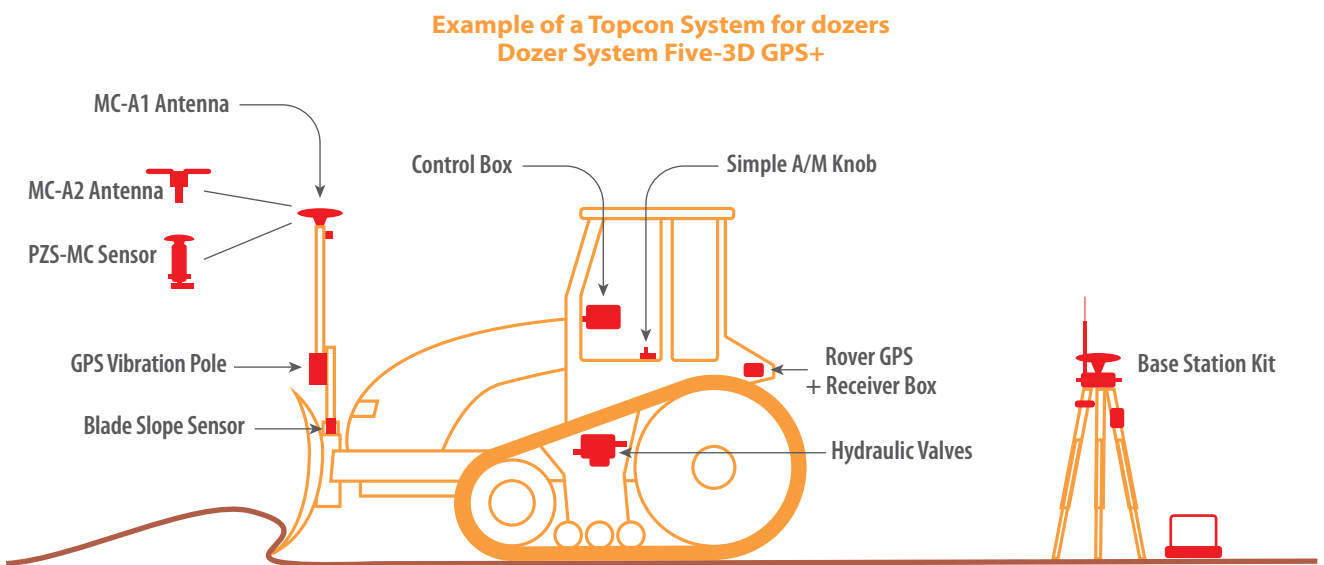 Example of a Topcon System for dozers
Dozer System Five-3D GPS+
MC-A1 Antenna
Control Box
Simple A/M Knob
MC-A2 Antenna
PZS-MC Sensor
GPS Vibration Pole
Rover GPS
+ Receiver Box
Base Station Kit
Blade Slope Sensor
Hydraulic Valves